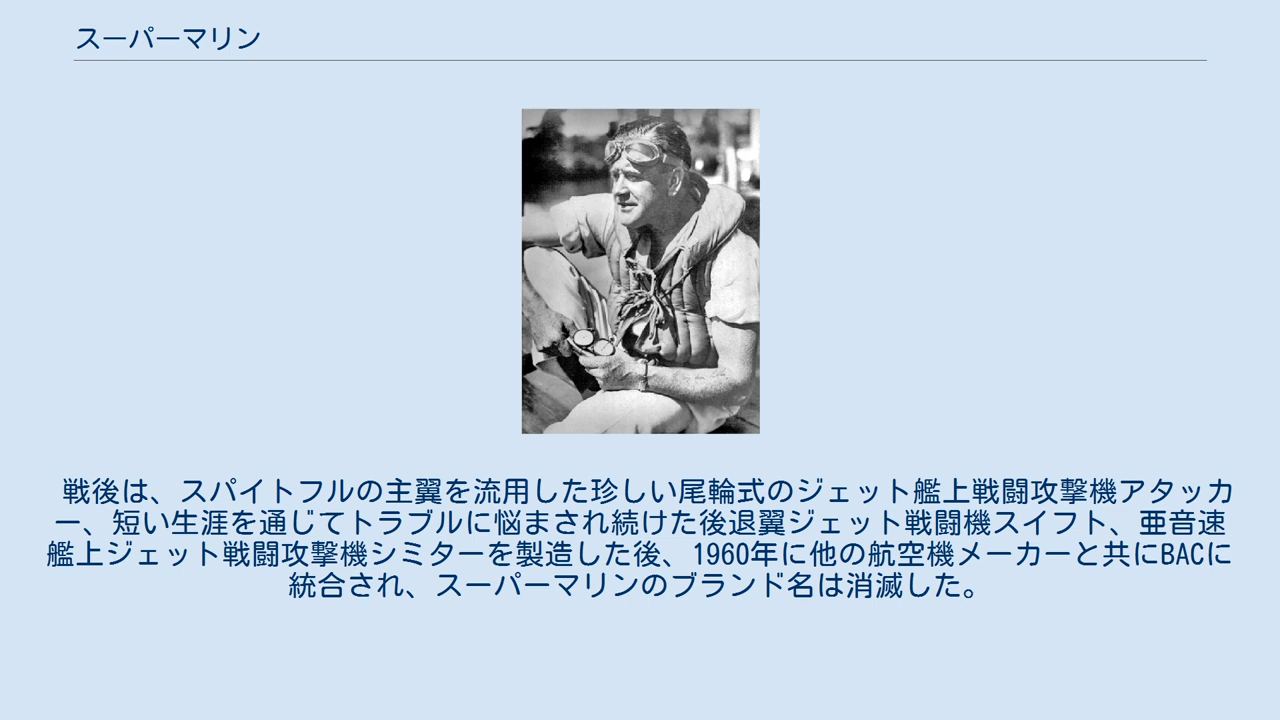 スーパーマリン
戦後は、スパイトフルの主翼を流用した珍しい尾輪式のジェット艦上戦闘攻撃機アタッカ
ー、短い生涯を通じてトラブルに悩まされ続けた後退翼ジェット戦闘機スイフト、亜音速
艦上ジェット戦闘攻撃機シミターを製造した後、1960年に他の航空機メーカーと共にBACに
統合され、スーパーマリンのブランド名は消滅した。